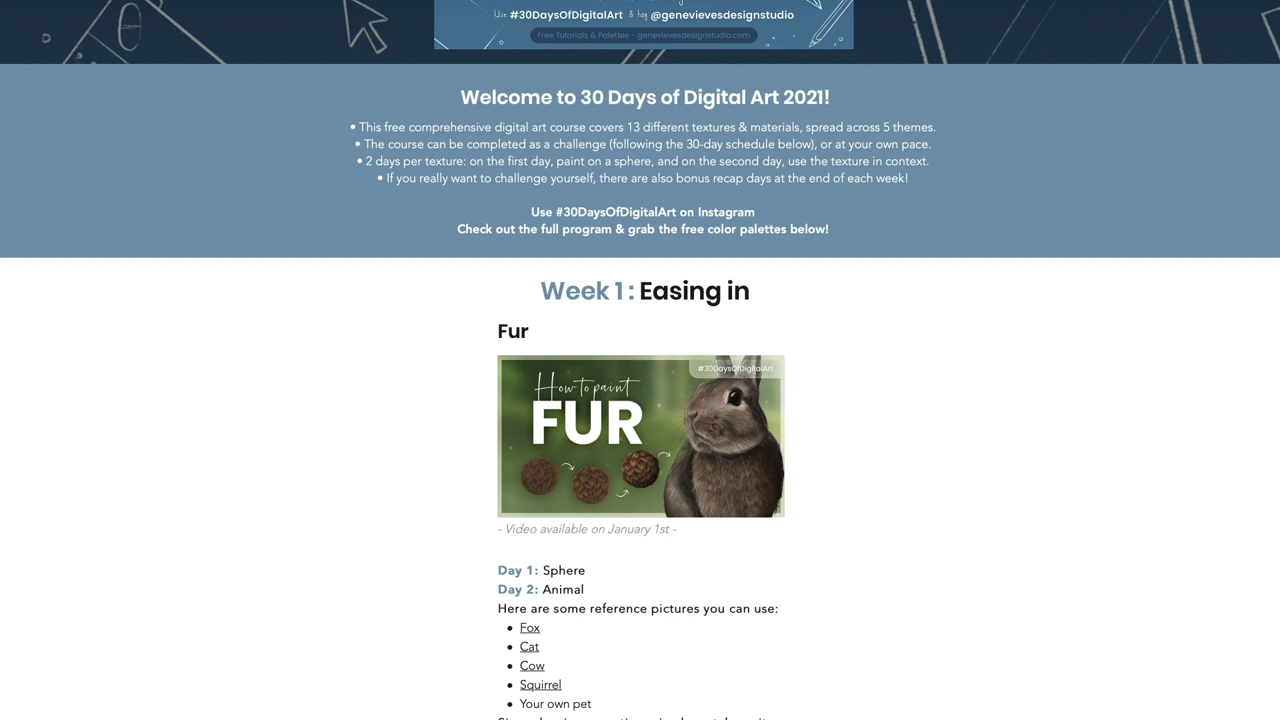 Use #30DaysOfDigitalArt & tag @genevievesdesignstudio
Free Tutorials & Palettes - genevievesdesignstudio.com
Welcome to 30 Days of Digital Art 2021!
• This free comprehensive digital art course covers 13 different textures & materials, spread across 5 themes.
• The course can be completed as a challenge (following the 30-day schedule below), or at your own pace.
• 2 days per texture: on the first day, paint on a sphere, and on the second day, use the texture in context.
• If you really want to challenge yourself, there are also bonus recap days at the end of each week!
Use #30DaysOfDigitalArt on Instagram
Check out the full program & grab the free color palettes below!
Week 1 : Easing in
Fur
#30DaysOfDigitalArt
How to paint
FUR
- Video available on January 1st -
Day 1: Sphere
Day 2: Animal
Here are some reference pictures you can use:
• Fox
• Cat
• Cow
• Squirrel
• Your own pet